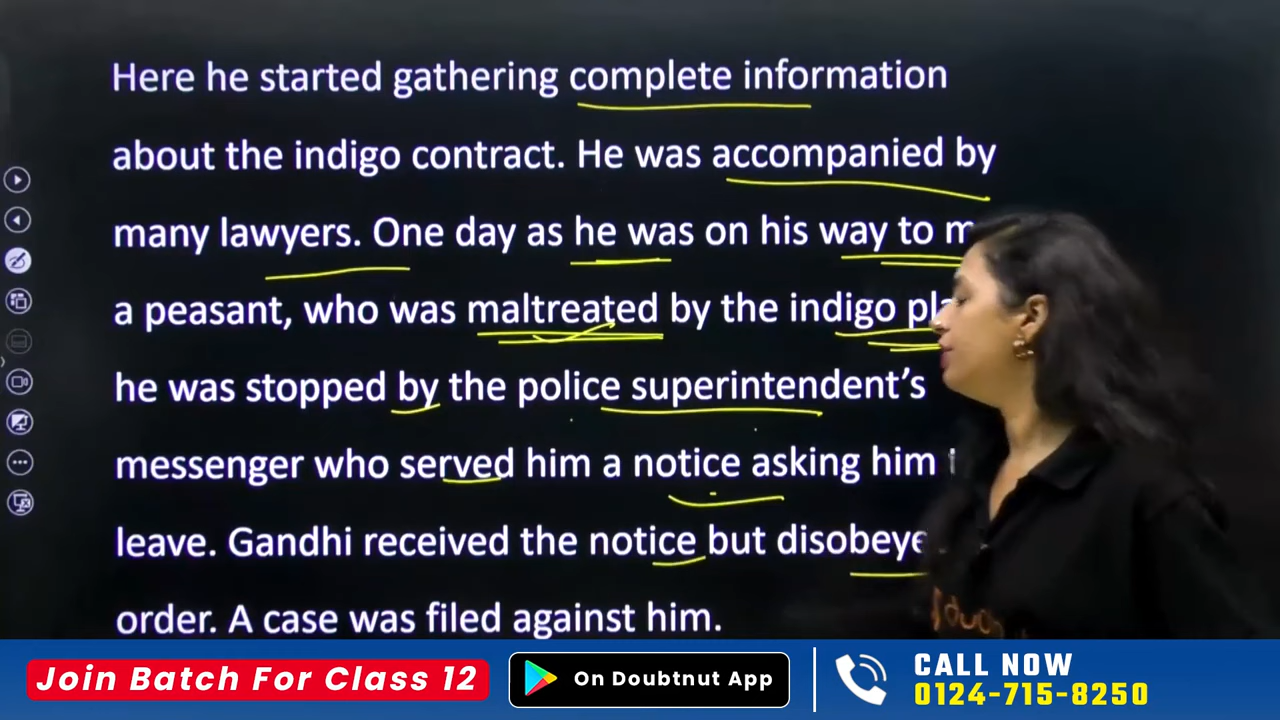 Here he started gathering complete information
about the indigo contract. He was accompanied by
many lawyers. One day as he was on his way to
a peasant, who was maltreated by the indigo
he was stopped by the police superintendent’s
messenger who served him a notice asking him
leave. Gandhi received the notice but
order. A case was filed against him.
Join Batch For Class 12
On Doubtnut App
CALL NOW
0124-715-8250